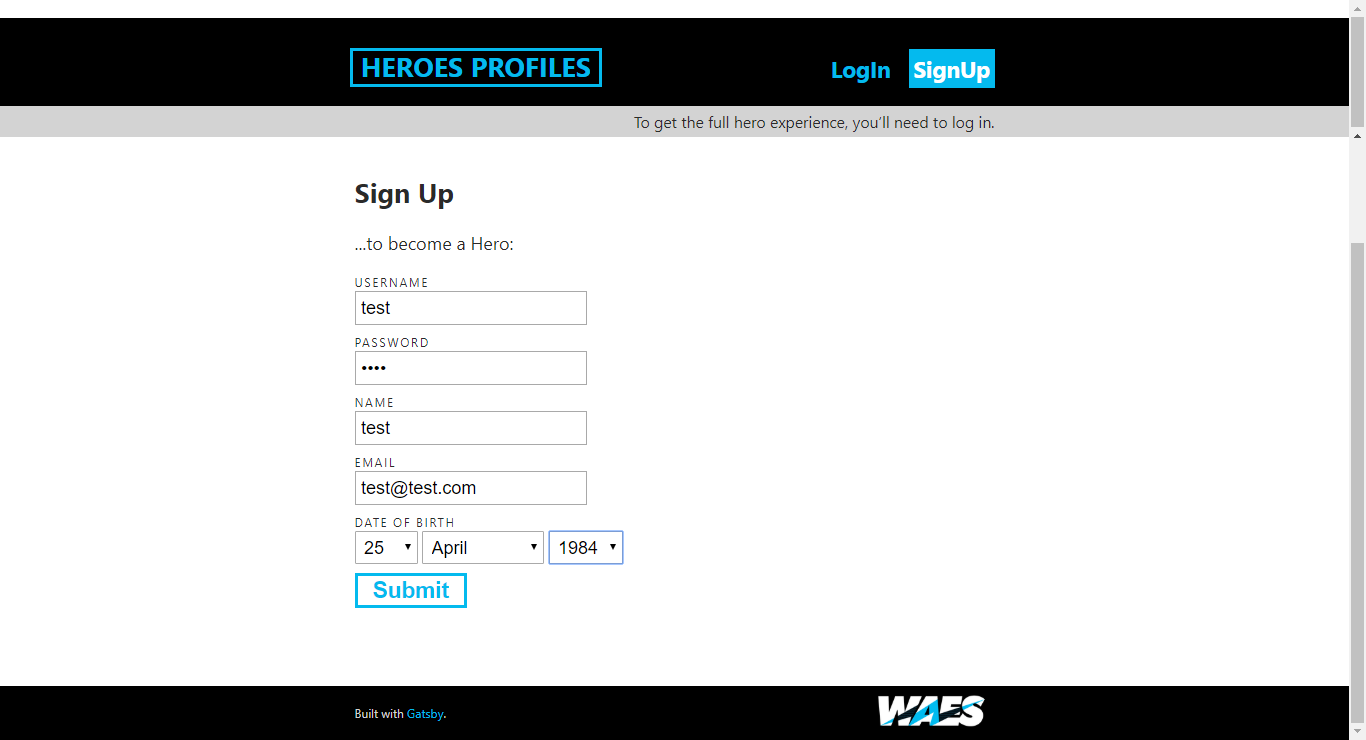 HEROES PROFILES
LogIn SignUp
To get the full hero experience, you'll need to log in.
Sign Up
...to become a Hero:
USERNAME
test
PASSWORD
••••
NAME
test
EMAIL
test@test.com
DATE OF BIRTH
25 April 1984
Submit
Built with Gatsby.
WAES